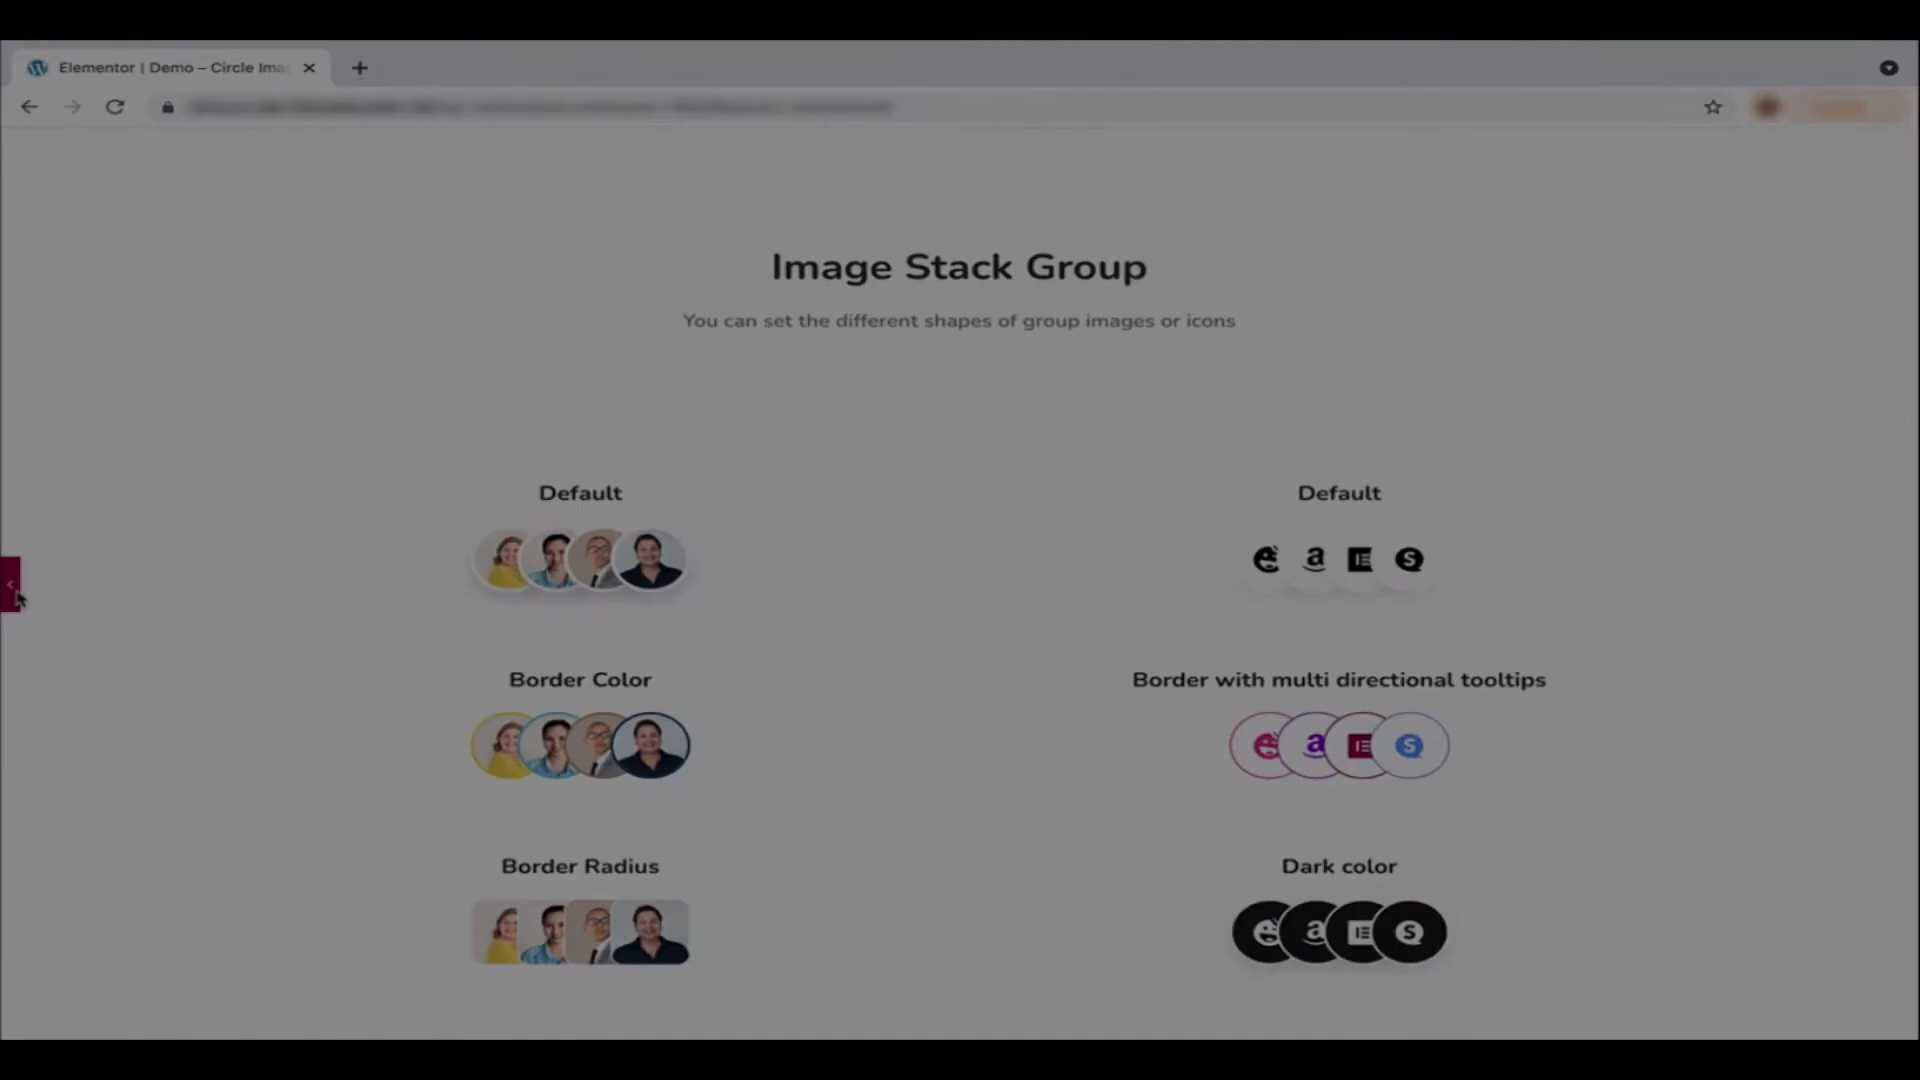 Elementor | Demo – Circle Ima
Image Stack Group
You can set the different shapes of group images or icons
Default
Default
Border Color
Border with multi directional tooltips
Border Radius
Dark color